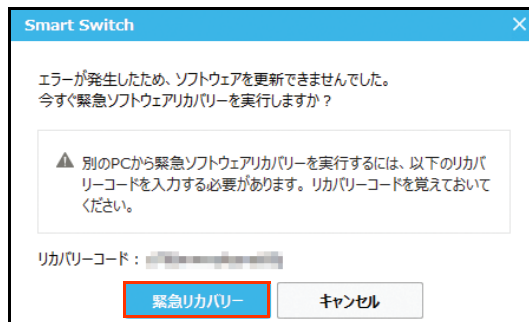 Smart Switch
エラーが発生したため、ソフトウェアを更新できませんでした。
今すぐ緊急ソフトウェアリカバリーを実行しますか？
別のPCから緊急ソフトウェアリカバリーを実行するには、以下のリカバ
リーコードを入力する必要があります。リカバリーコードを覚えておいて
ください。
リカバリーコード：
緊急リカバリー
キャンセル